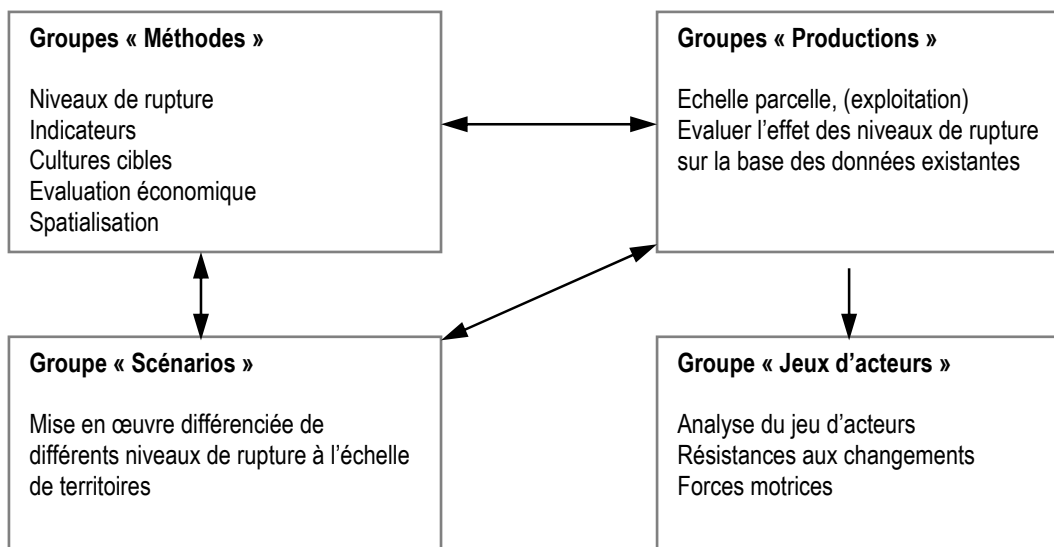 Groupes « Méthodes »
Niveaux de rupture
Indicateurs
Cultures cibles
Evaluation économique
Spatialisation
Groupes « Productions »
Echelle parcelle, (exploitation)
Evaluer l’effet des niveaux de rupture
sur la base des données existantes
Groupe « Scénarios »
Mise en œuvre différenciée de
différents niveaux de rupture à l’échelle
de territoires
Groupe « Jeux d’acteurs »
Analyse du jeu d’acteurs
Résistances aux changements
Forces motrices